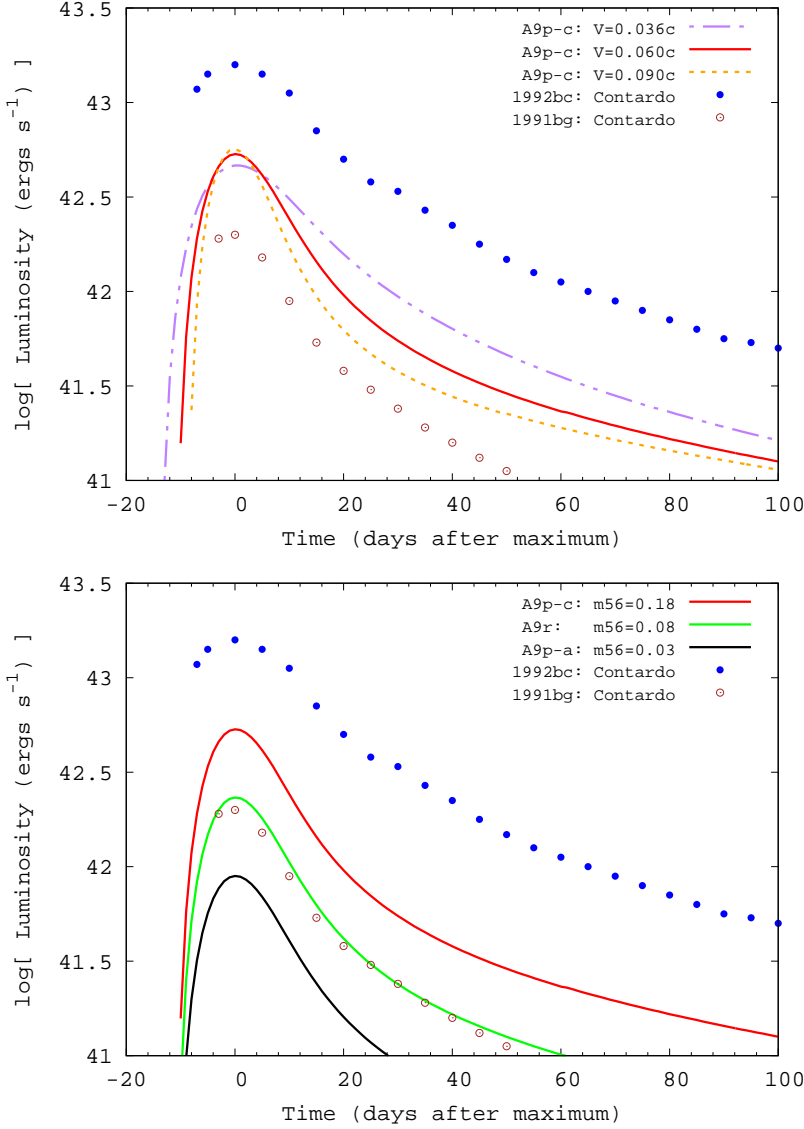 43.5
43
42.5
42
41.5
41
-20
0
20
40
60
80
100
log[ Luminosity (ergs s-1) ]
Time (days after maximum)
A9p-c: V=0.036c
A9p-c: V=0.060c
A9p-c: V=0.090c
1992bc: Contardo
1991bg: Contardo
43.5
43
42.5
42
41.5
41
-20
0
20
40
60
80
100
log[ Luminosity (ergs s-1) ]
Time (days after maximum)
A9p-c: m56=0.18
A9r: m56=0.08
A9p-a: m56=0.03
1992bc: Contardo
1991bg: Contardo